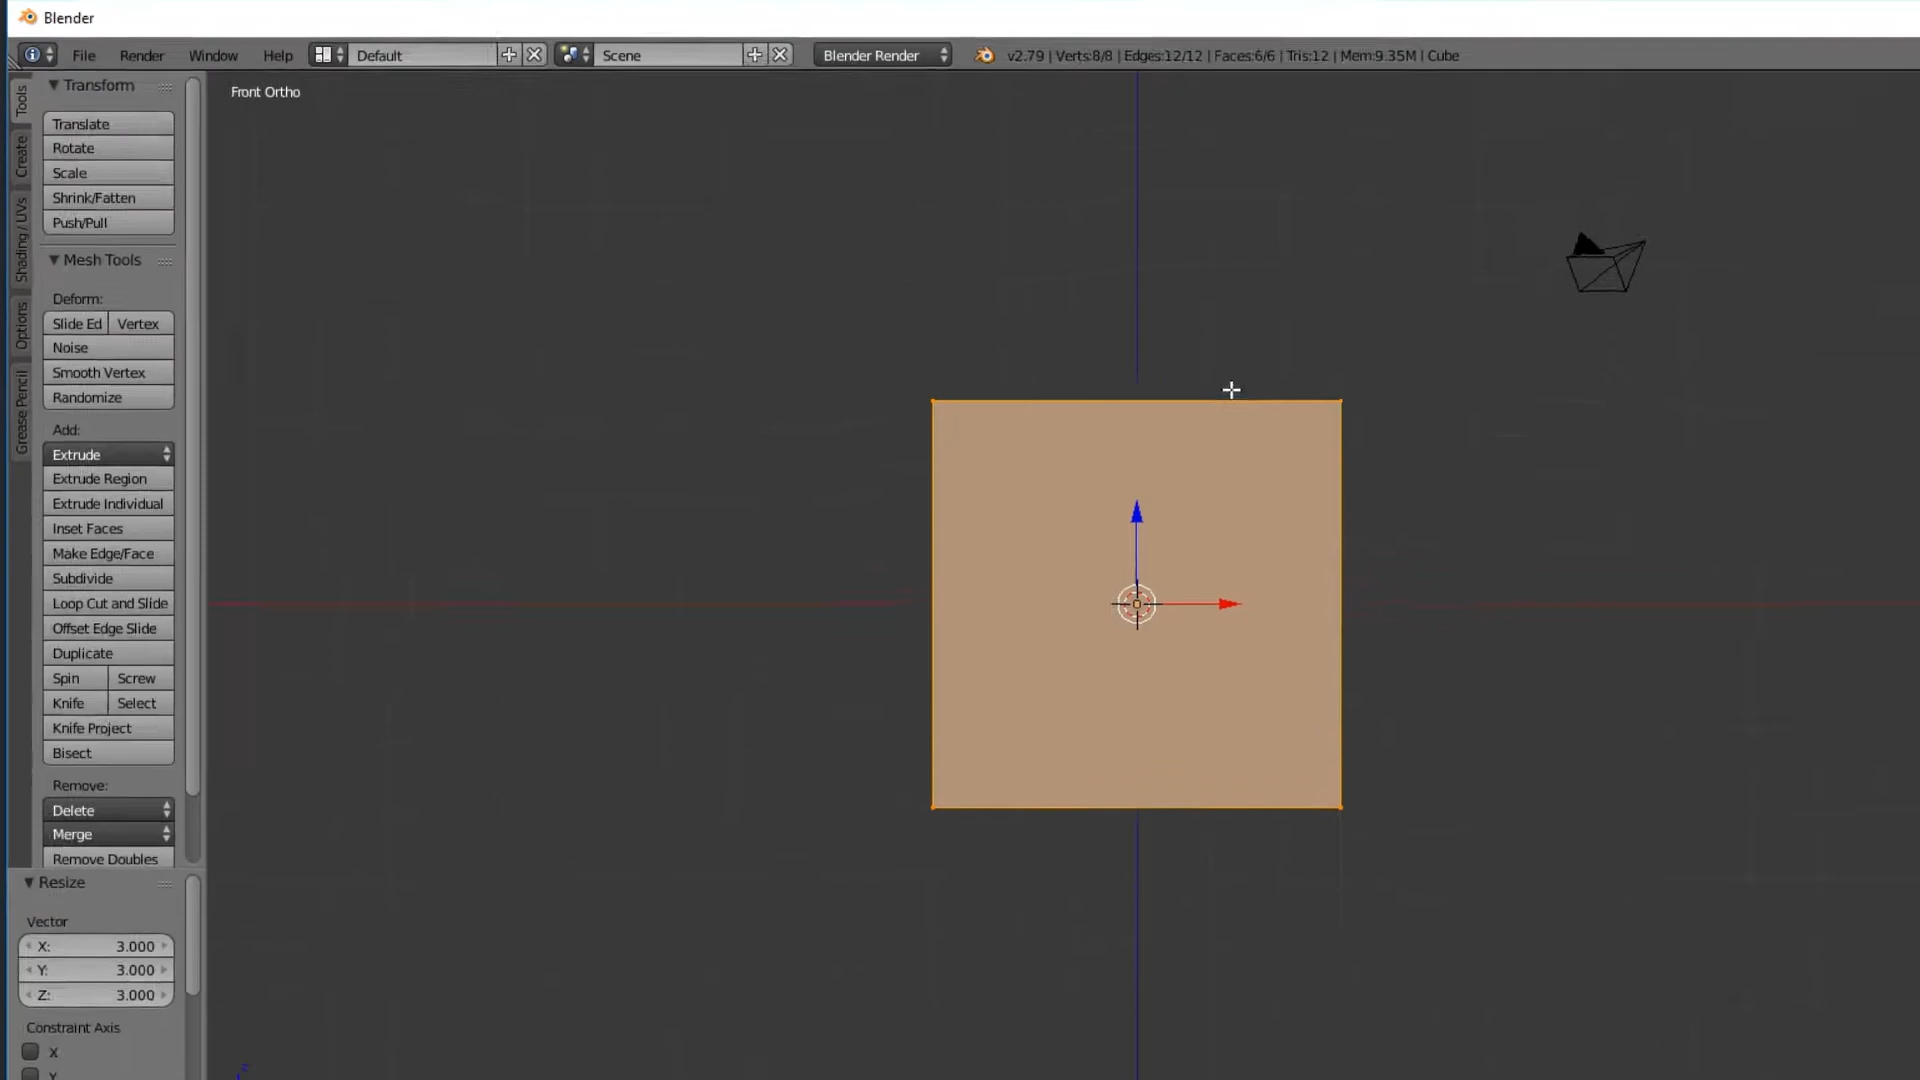 Blender
File Render Window Help Default Scene Blender Render v2.79 | Verts:8/8 | Edges:12/12 | Faces:6/6 | Tris:12 | Mem:9.35M | Cube
Tools
Create
Shading / UVs
Options
Grease Pencil
Transform
Translate
Rotate
Scale
Shrink/Fatten
Push/Pull
Mesh Tools
Deform:
Slide Ed Vertex
Noise
Smooth Vertex
Randomize
Add:
Extrude
Extrude Region
Extrude Individual
Inset Faces
Make Edge/Face
Subdivide
Loop Cut and Slide
Offset Edge Slide
Duplicate
Spin Screw
Knife Select
Knife Project
Bisect
Remove:
Delete
Merge
Remove Doubles
Resize
Vector
X: 3.000
Y: 3.000
Z: 3.000
Constraint Axis
X
Y
Front Ortho
z